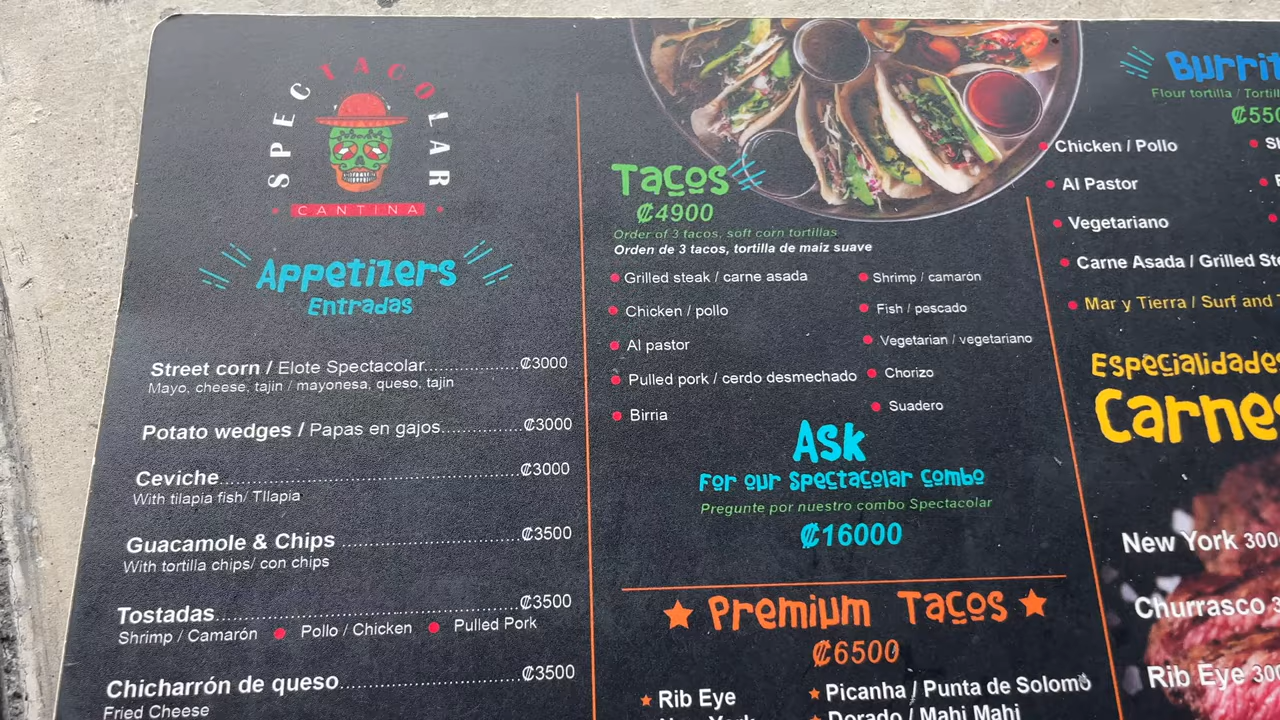 SPECTACOLAR
CANTINA
Appetizers
Entradas
Street corn / Elote Spectacolar...................₡3000
Mayo, cheese, tajin / mayonesa, queso, tajin
Potato wedges / Papas en gajos................₡3000
Ceviche............................................................₡3000
With tilapia fish/ TIlapia
Guacamole & Chips ...................................₡3500
With tortilla chips/ con chips
Tostadas.............................................................₡3500
Shrimp / Camarón • Pollo / Chicken • Pulled Pork
Chicharrón de queso...................................₡3500
Fried Cheese
Tacos
₡4900
Order of 3 tacos, soft corn tortillas
Orden de 3 tacos, tortilla de maiz suave
• Grilled steak / carne asada
• Chicken / pollo
• Al pastor
• Pulled pork / cerdo desmechado
• Birria
• Shrimp / camarón
• Fish / pescado
• Vegetarian / vegetariano
• Chorizo
• Suadero
Ask
For our Spectacolar combo
Pregunte por nuestro combo Spectacolar
₡16000
★ Premium Tacos ★
₡6500
★ Rib Eye
★ Picanha / Punta de Solomo
New York
★ Dorado / Mahi Mahi
Flour tortilla /
• Chicken / Pollo
• Al Pastor
• Vegetariano
• Carne Asada / Grilled
• Mar y Tierra / Surf and
New York
Churrasco
Rib Eye